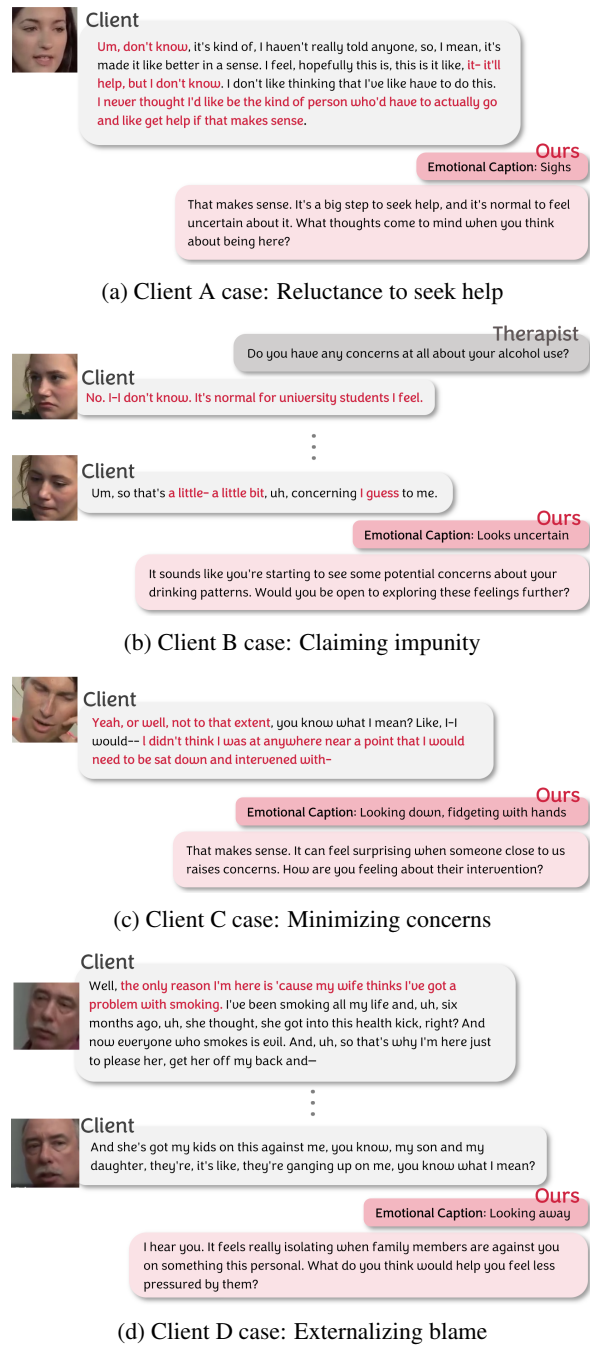 Client
Um, don't know, it's kind of, I haven't really told anyone, so, I mean, it's
made it like better in a sense. I feel, hopefully this is, this is it like, it- it'll
help, but I don't know. I don't like thinking that I've like have to do this.
I never thought I'd like be the kind of person who'd have to actually go
and like get help if that makes sense.
Ours
Emotional Caption: Sighs
That makes sense. It's a big step to seek help, and it's normal to feel
uncertain about it. What thoughts come to mind when you think
about being here?
(a) Client A case: Reluctance to seek help
Therapist
Do you have any concerns at all about your alcohol use?
Client
No. I-I don't know. It's normal for university students I feel.
Client
Um, so that's a little- a little bit, uh, concerning I guess to me.
Ours
Emotional Caption: Looks uncertain
It sounds like you're starting to see some potential concerns about your
drinking patterns. Would you be open to exploring these feelings further?
(b) Client B case: Claiming impunity
Client
Yeah, or well, not to that extent, you know what I mean? Like, I-I
would-- I didn't think I was at anywhere near a point that I would
need to be sat down and intervened with-
Ours
Emotional Caption: Looking down, fidgeting with hands
That makes sense. It can feel surprising when someone close to us
raises concerns. How are you feeling about their intervention?
(c) Client C case: Minimizing concerns
Client
Well, the only reason I'm here is 'cause my wife thinks I've got a
problem with smoking. I've been smoking all my life and, uh, six
months ago, uh, she thought, she got into this health kick, right? And
now everyone who smokes is evil. And, uh, so that's why I'm here just
to please her, get her off my back and—
Client
And she's got my kids on this against me, you know, my son and my
daughter, they're, it's like, they're ganging up on me, you know what I mean?
Ours
Emotional Caption: Looking away
I hear you. It feels really isolating when family members are against you
on something this personal. What do you think would help you feel less
pressured by them?
(d) Client D case: Externalizing blame